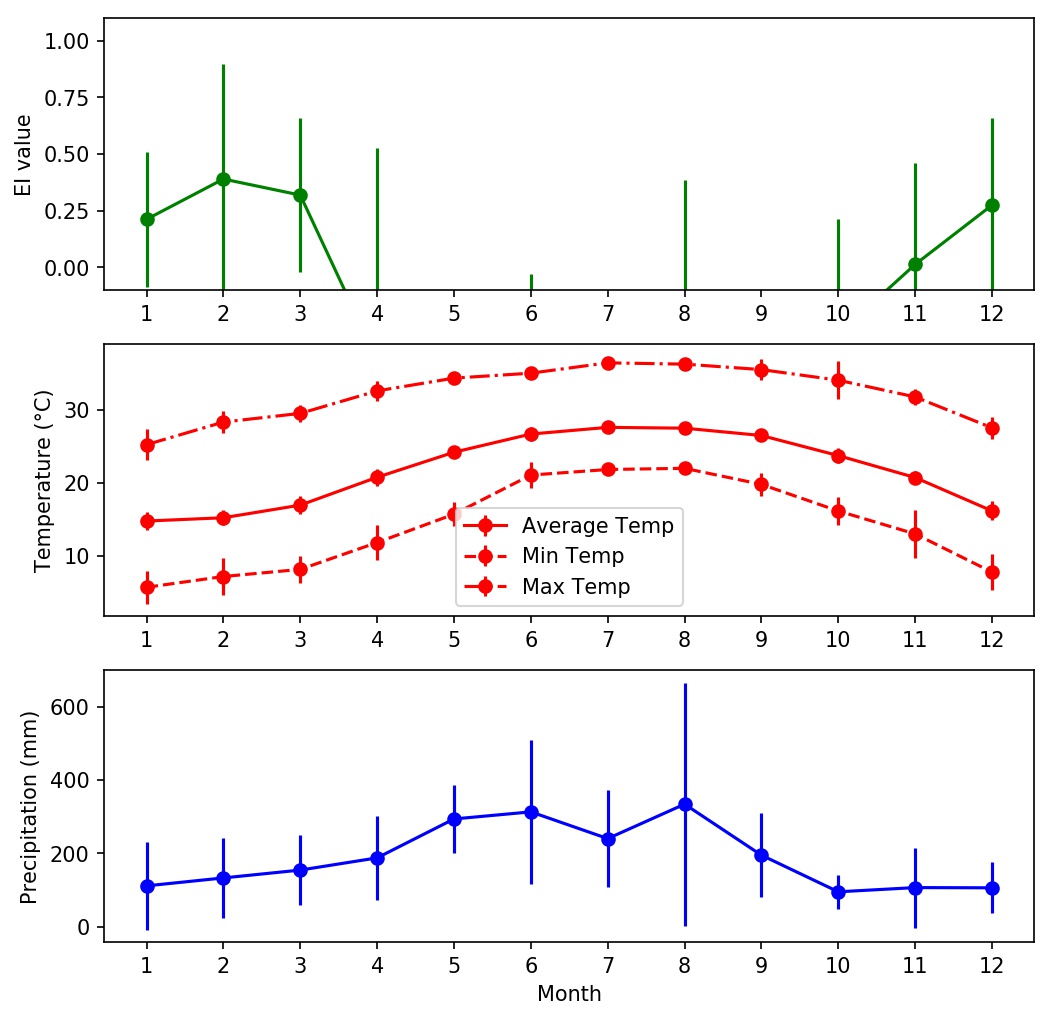 1.00
0.75
0.50
0.25
0.00
EI value
1 2 3 4 5 6 7 8 9 10 11 12
30
20
10
Temperature (°C)
Average Temp
Min Temp
Max Temp
1 2 3 4 5 6 7 8 9 10 11 12
600
400
200
0
Precipitation (mm)
1 2 3 4 5 6 7 8 9 10 11 12
Month